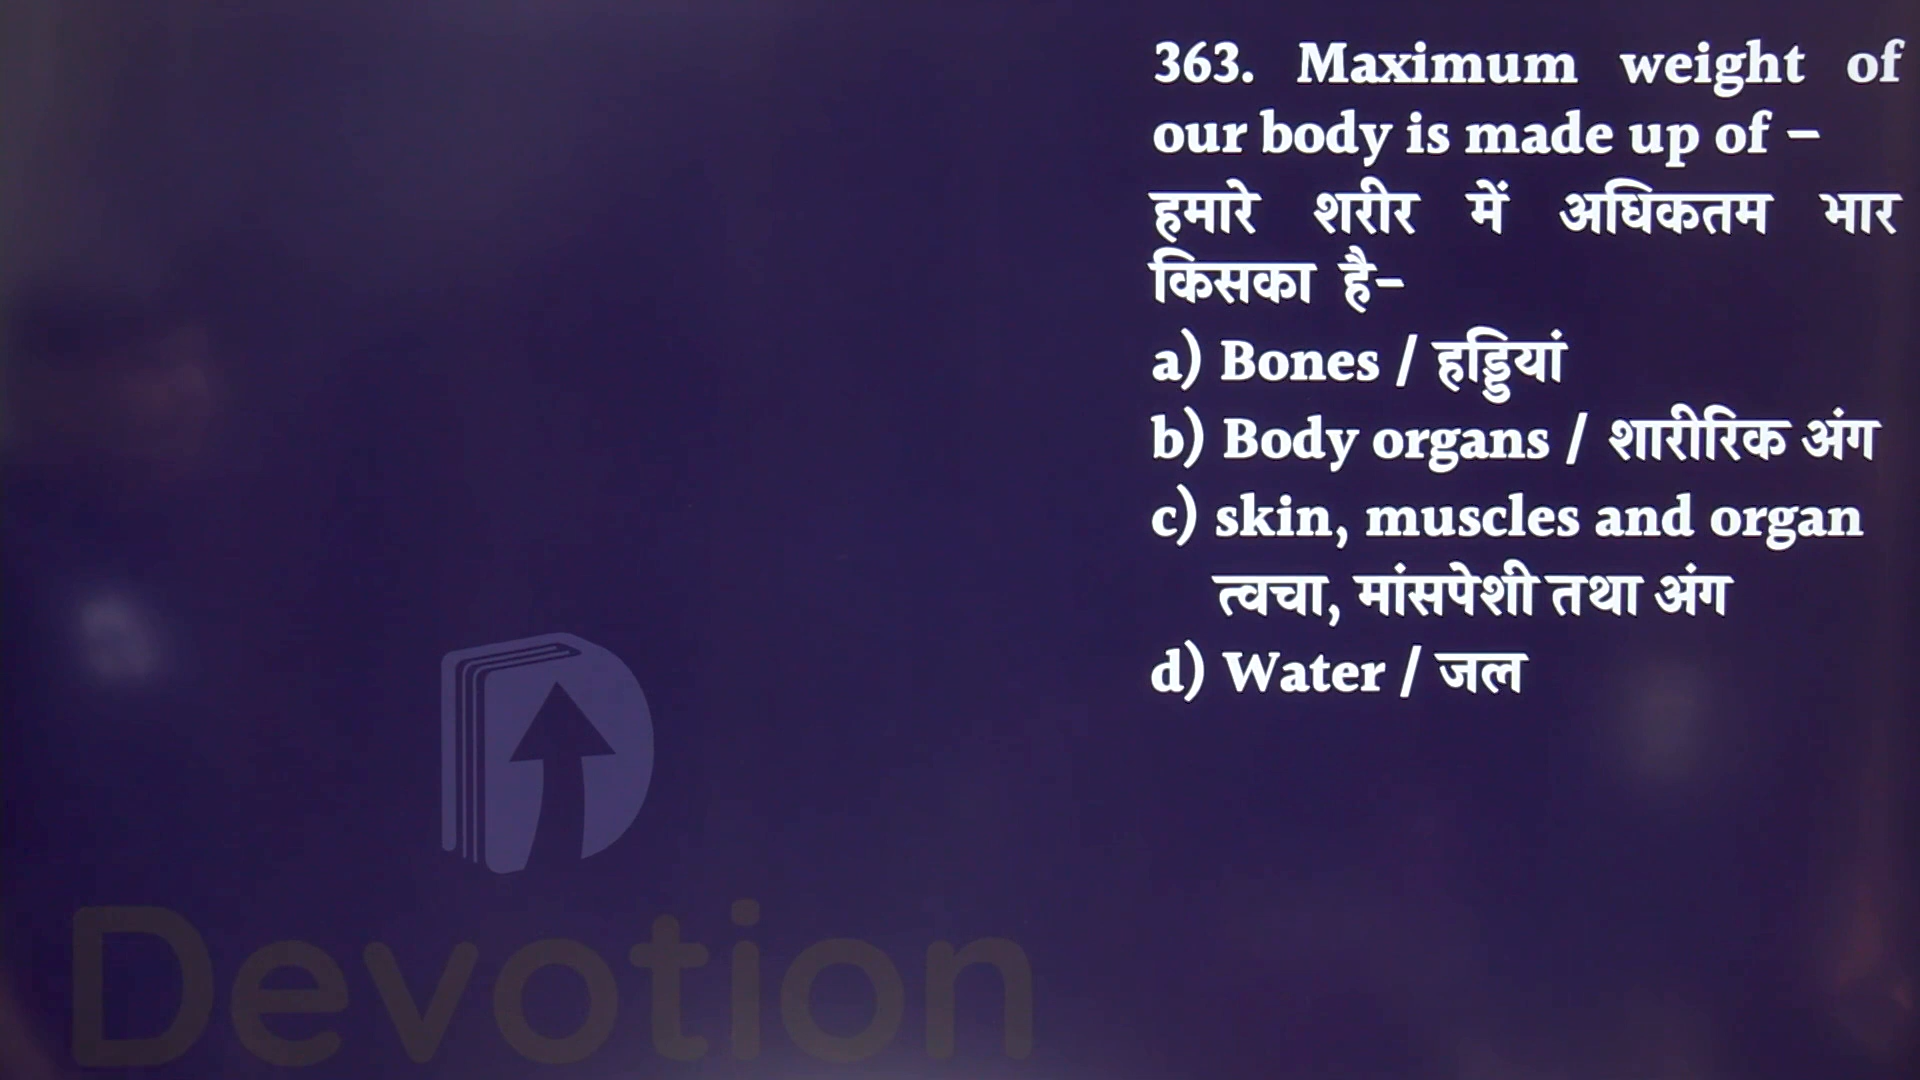 363. Maximum weight of
our body is made up of –
हमारे शरीर में अधिकतम भार
किसका है–
a) Bones / हड्डियां
b) Body organs / शारीरिक अंग
c) skin, muscles and organ
त्वचा, मांसपेशी तथा अंग
d) Water / जल
Devotion